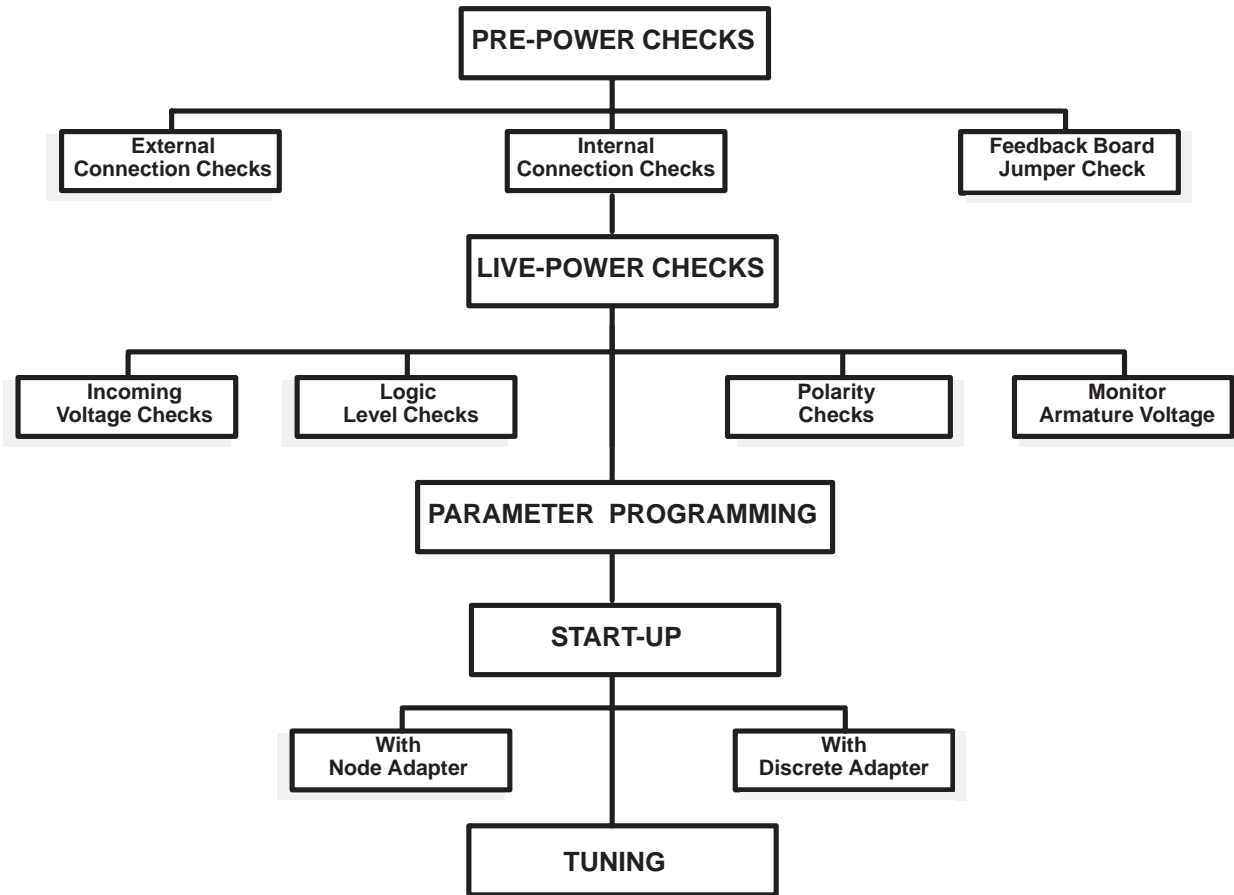 PRE-POWER CHECKS
External
Connection Checks
Internal
Connection Checks
Feedback Board
Jumper Check
LIVE-POWER CHECKS
Incoming
Voltage Checks
Logic
Level Checks
Polarity
Checks
Monitor
Armature Voltage
PARAMETER PROGRAMMING
START-UP
With
Node Adapter
With
Discrete Adapter
TUNING